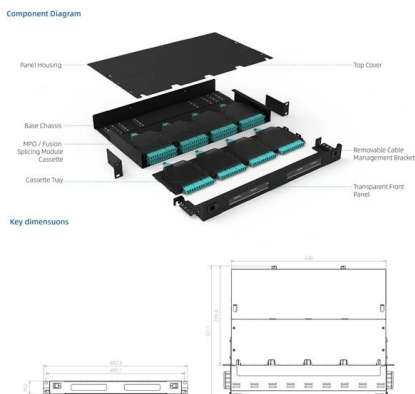 Component Diagram
Panel Housing
Top Cover
Base Chassis
MPO / Fusion
Splicing Module
Cassette
Cassette Tray
Removable Cable
Management Bracket
Transparent Front
Panel
Key dimensuons